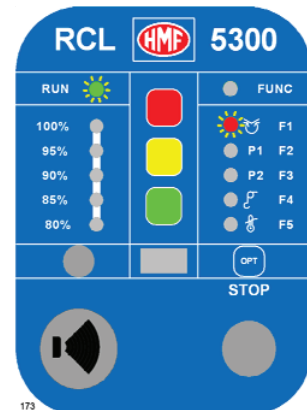 RCL HMF 5300
RUN FUNC
100% F1
95% P1 F2
90% P2 F3
85% F4
80% F5
OPT
STOP
173